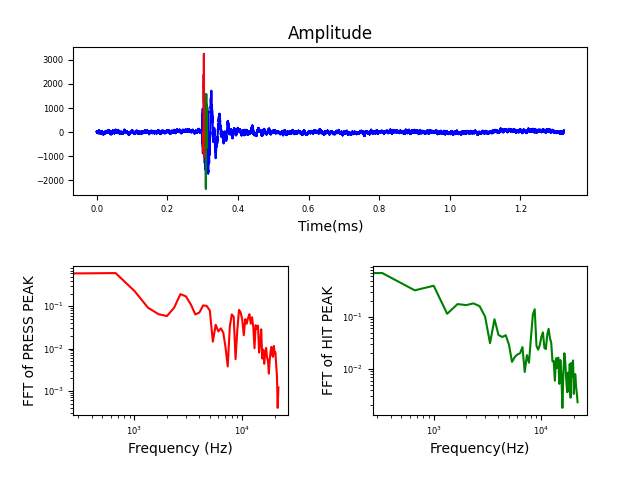 Amplitude
3000
2000
1000
0
−1000
−2000
0.0 0.2 0.4 0.6 0.8 1.0 1.2
Time(ms)
FFT of PRESS PEAK
10⁻¹
10⁻²
10⁻³
10³ 10⁴
Frequency (Hz)
FFT of HIT PEAK
10⁻¹
10⁻²
10³ 10⁴
Frequency(Hz)